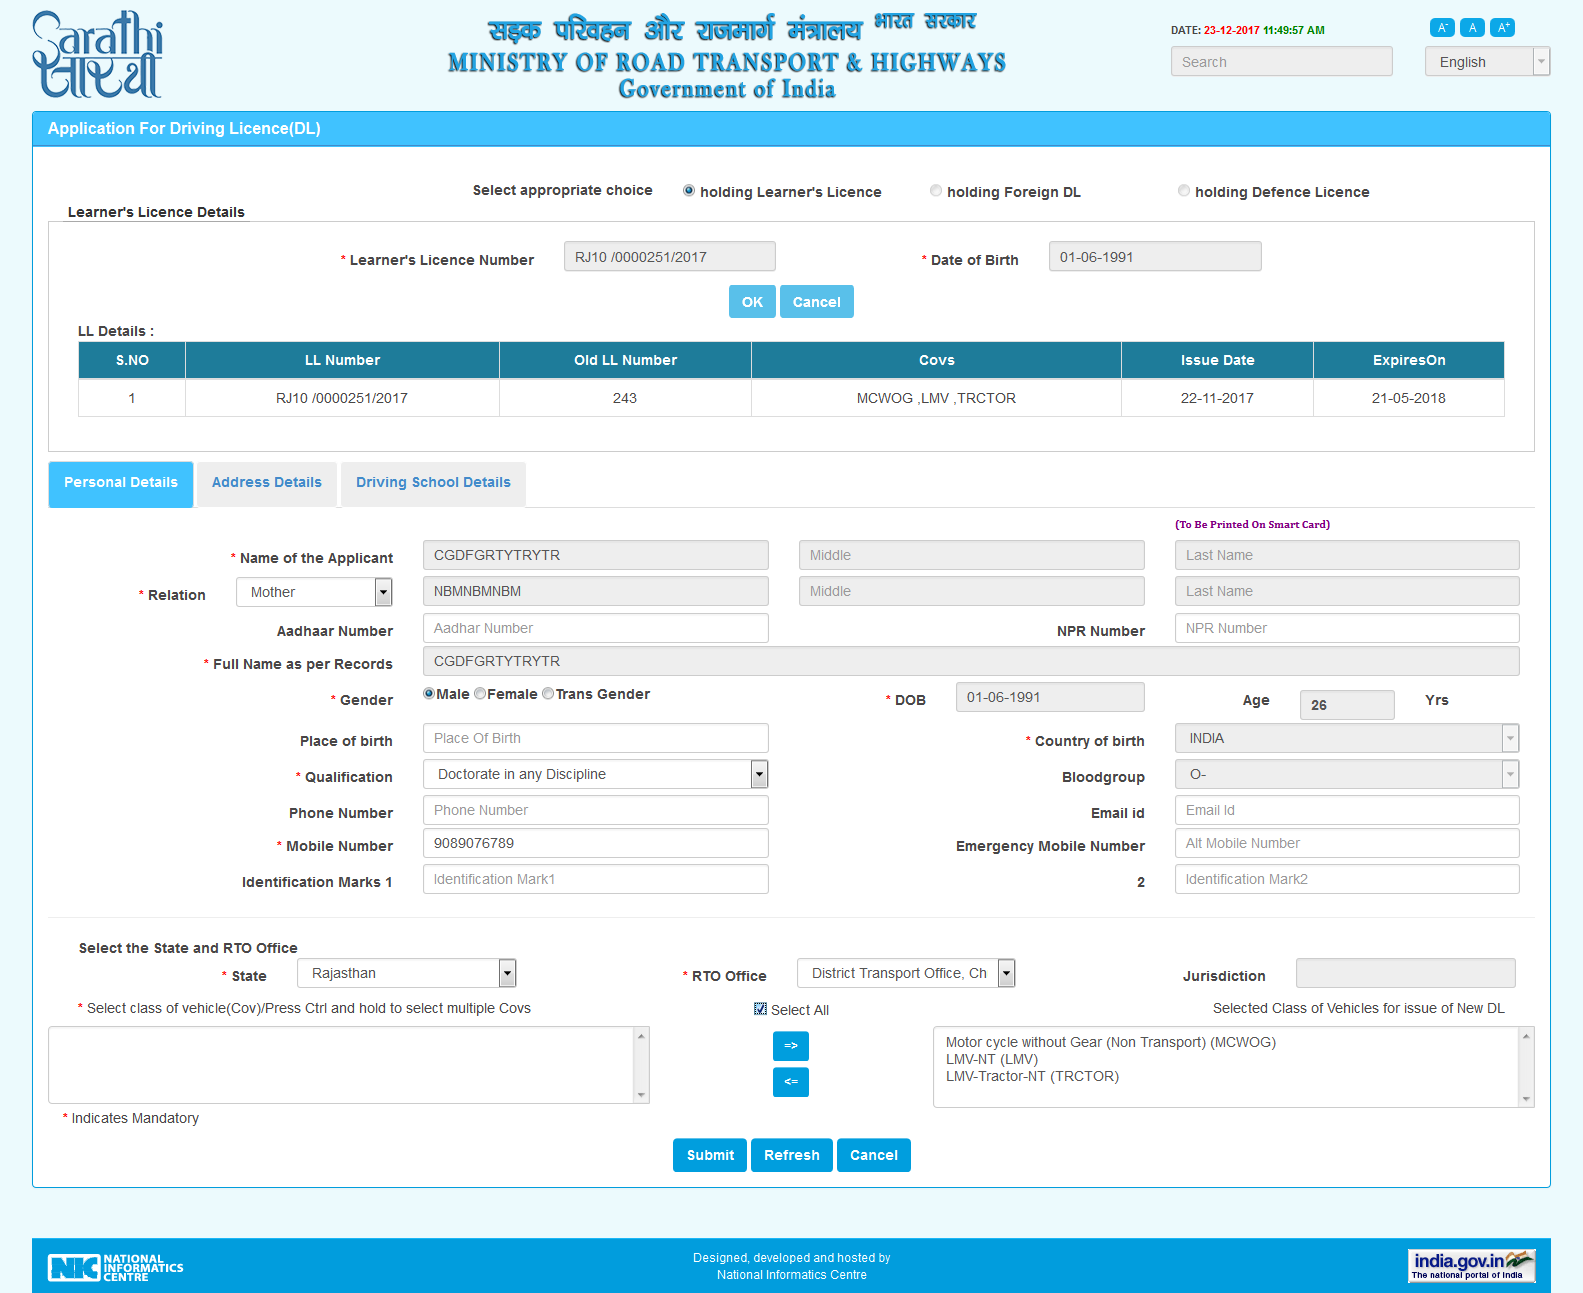 Sarathi
सारथी
सड़क परिवहन और राजमार्ग मंत्रालय भारत सरकार
MINISTRY OF ROAD TRANSPORT & HIGHWAYS
Government of India
DATE: 23-12-2017 11:49:57 AM
A- A A+
Search
English
Application For Driving Licence(DL)
Select appropriate choice holding Learner's Licence holding Foreign DL holding Defence Licence
Learner's Licence Details
* Learner's Licence Number RJ10 /0000251/2017 * Date of Birth 01-06-1991
OK Cancel
LL Details :
S.NO LL Number Old LL Number Covs Issue Date ExpiresOn
1 RJ10 /0000251/2017 243 MCWOG ,LMV ,TRCTOR 22-11-2017 21-05-2018
Personal Details Address Details Driving School Details
(To Be Printed On Smart Card)
* Name of the Applicant CGDFGRTYTRYTR Middle Last Name
* Relation Mother NBMNBMNBM Middle Last Name
Aadhaar Number Aadhar Number NPR Number NPR Number
* Full Name as per Records CGDFGRTYTRYTR
* Gender Male Female Trans Gender * DOB 01-06-1991 Age 26 Yrs
Place of birth Place Of Birth * Country of birth INDIA
* Qualification Doctorate in any Discipline Bloodgroup O-
Phone Number Phone Number Email id Email Id
* Mobile Number 9089076789 Emergency Mobile Number Alt Mobile Number
Identification Marks 1 Identification Mark1 2 Identification Mark2
Select the State and RTO Office
* State Rajasthan * RTO Office District Transport Office, Ch Jurisdiction
* Select class of vehicle(Cov)/Press Ctrl and hold to select multiple Covs Select All Selected Class of Vehicles for issue of New DL
=>
<=
Motor cycle without Gear (Non Transport) (MCWOG)
LMV-NT (LMV)
LMV-Tractor-NT (TRCTOR)
* Indicates Mandatory
Submit Refresh Cancel
NIC NATIONAL INFORMATICS CENTRE
Designed, developed and hosted by
National Informatics Centre
india.gov.in
The national portal of India